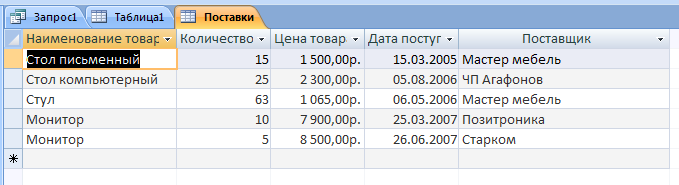 Запрос1 Таблица1 Поставки
Наименование товар Количество Цена товар Дата постуг Поставщик
Стол письменный 15 1 500,00р. 15.03.2005 Мастер мебель
Стол компьютерный 25 2 300,00р. 05.08.2006 ЧП Агафонов
Стул 63 1 065,00р. 06.05.2006 Мастер мебель
Монитор 10 7 900,00р. 25.03.2007 Позитроника
Монитор 5 8 500,00р. 26.06.2007 Старком